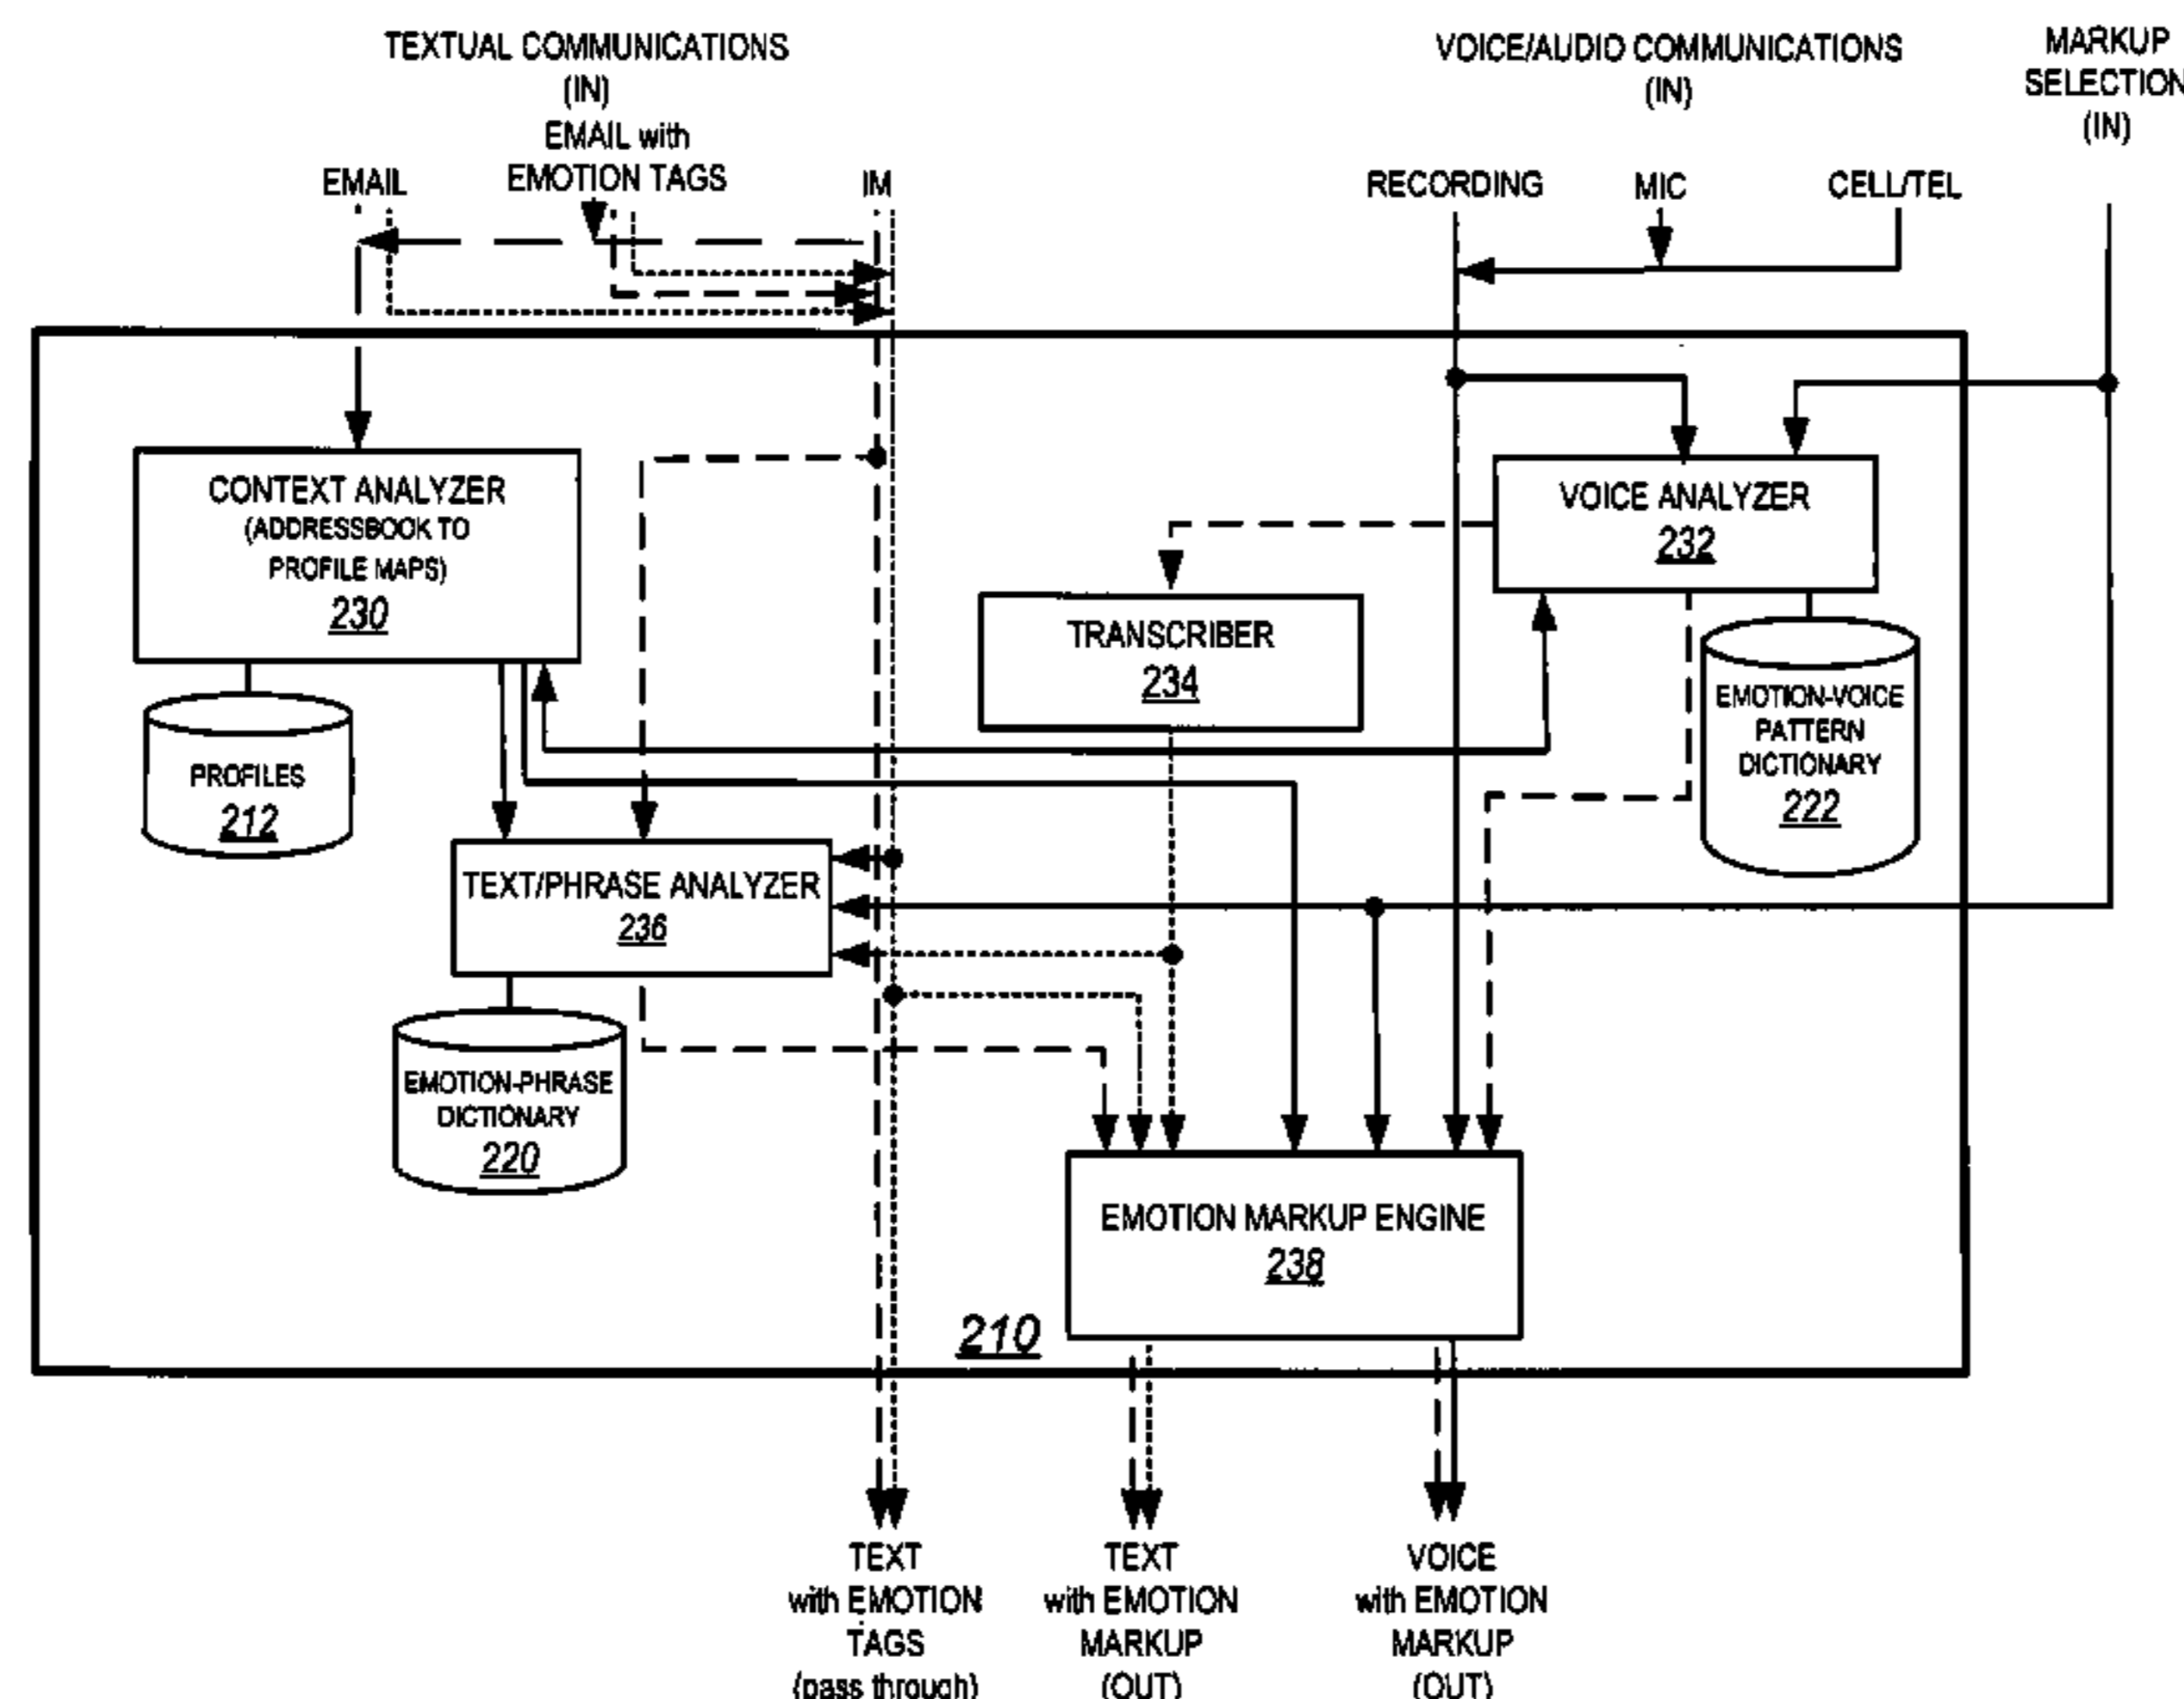 TEXTUAL COMMUNICATIONS
(IN)
EMAIL with
EMOTION TAGS
EMAIL
IM
VOICE/AUDIO COMMUNICATIONS
(IN)
RECORDING
MIC
CELL/TEL
MARKUP
SELECTION
(IN)
CONTEXT ANALYZER
(ADDRESSBOOK TO
PROFILE MAPS)
230
VOICE ANALYZER
232
TRANSCRIBER
234
PROFILES
212
EMOTION-VOICE
PATTERN
DICTIONARY
222
TEXT/PHRASE ANALYZER
236
EMOTION-PHRASE
DICTIONARY
220
EMOTION MARKUP ENGINE
238
210
TEXT
with EMOTION
TAGS
(pass through)
TEXT
with EMOTION
MARKUP
(OUT)
VOICE
with EMOTION
MARKUP
(OUT)